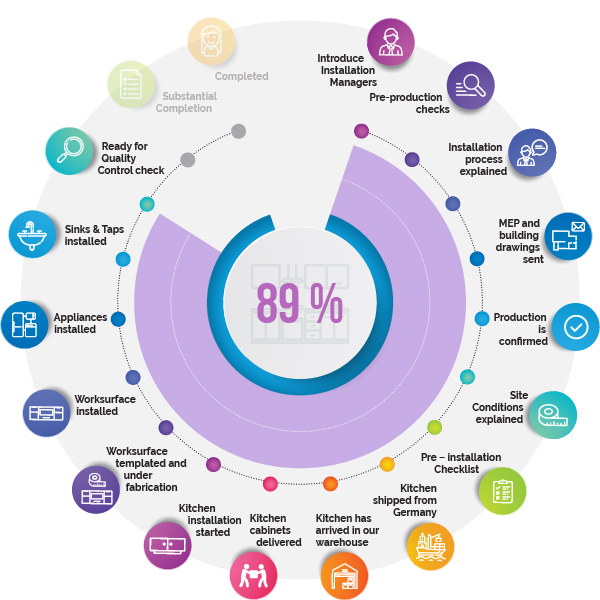 Introduce
Installation
Managers
Pre-production
checks
Installation
process
explained
MEP and
building
drawings
sent
Production
is
confirmed
Site
Conditions
explained
Pre – installation
Checklist
Kitchen
shipped from
Germany
Kitchen has
arrived in our
warehouse
Kitchen
cabinets
delivered
Kitchen
installation
started
Worksurface
templated and
under
fabrication
Worksurface
installed
Appliances
installed
Sinks & Taps
installed
Ready for
Quality
Control check
Substantial
Completion
Completed
89 %